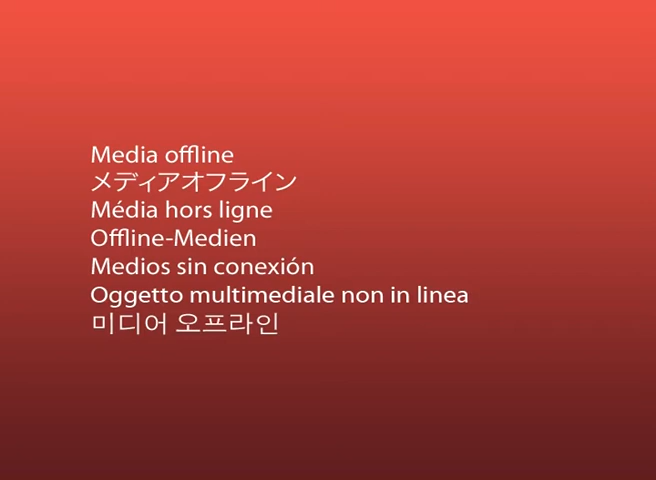 Media offline
メディアオフライン
Média hors ligne
Offline-Medien
Medios sin conexión
Oggetto multimediale non in linea
미디어 오프라인